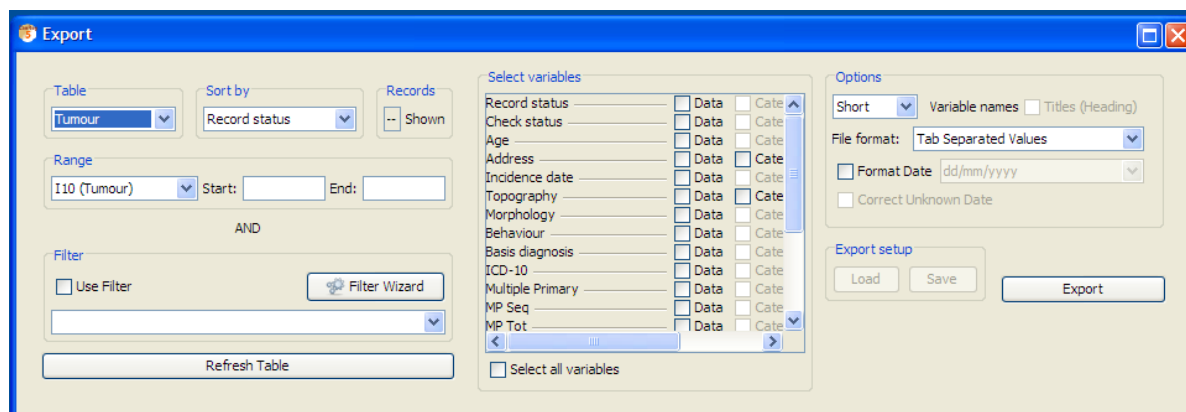 Export
Table
Tumour
Sort by
Record status
Records
-- Shown
Range
I10 (Tumour) Start: End:
AND
Filter
Use Filter Filter Wizard
Refresh Table
Select variables
Record status Data Cate
Check status Data Cate
Age Data Cate
Address Data Cate
Incidence date Data Cate
Topography Data Cate
Morphology Data Cate
Behaviour Data Cate
Basis diagnosis Data Cate
ICD-10 Data Cate
Multiple Primary Data Cate
MP Seq Data Cate
MP Tot Data Cate
Select all variables
Options
Short Variable names Titles (Heading)
File format: Tab Separated Values
Format Date dd/mm/yyyy
Correct Unknown Date
Export setup
Load Save
Export